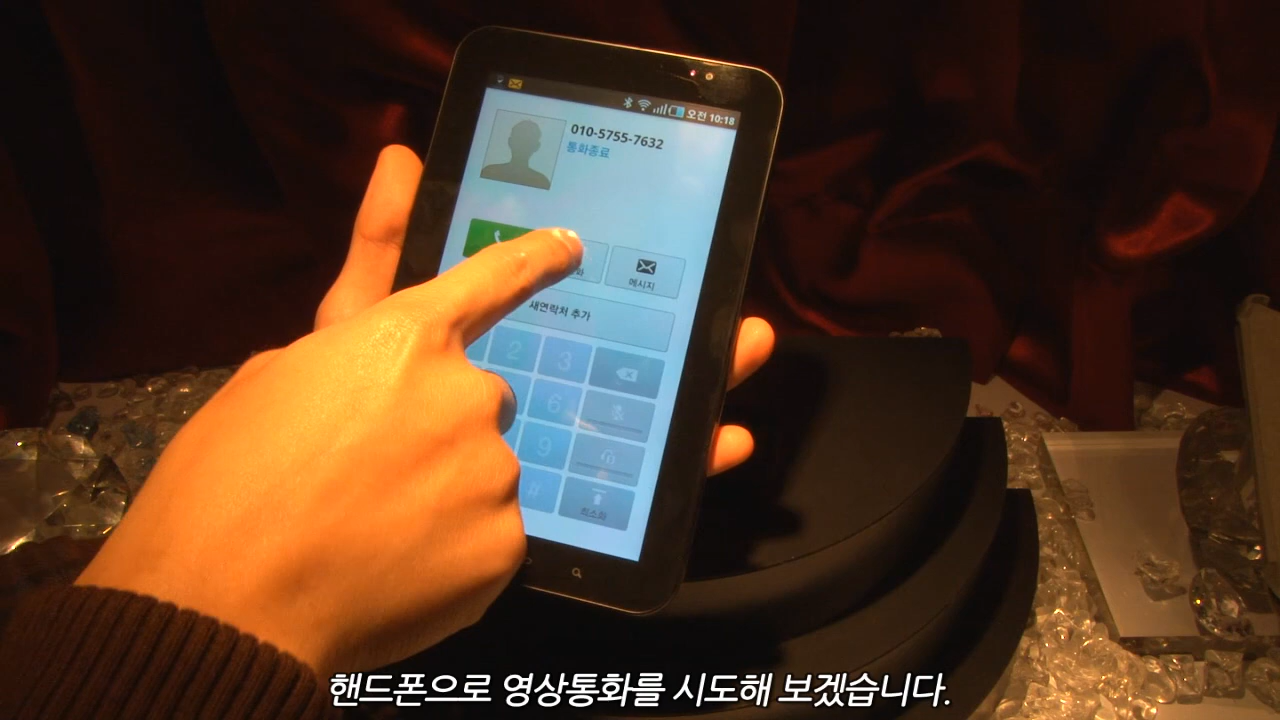 오전 10:18
010-5755-7632
통화종료
메시지
새연락처 추가
2 3
6
9
#
최소화
핸드폰으로 영상통화를 시도해 보겠습니다.